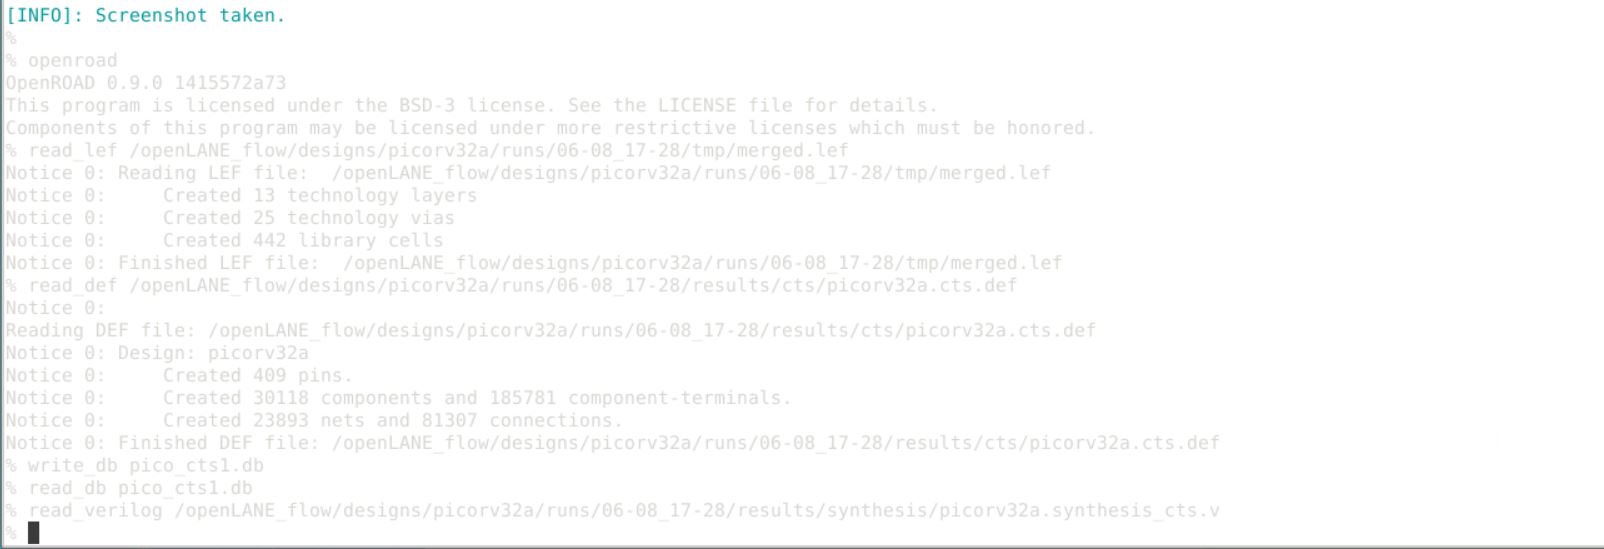 [INFO]: Screenshot taken.
%
% openroad
OpenROAD 0.9.0 1415572a73
This program is licensed under the BSD-3 license. See the LICENSE file for details.
Components of this program may be licensed under more restrictive licenses which must be honored.
% read_lef /openLANE_flow/designs/picorv32a/runs/06-08_17-28/tmp/merged.lef
Notice 0: Reading LEF file:  /openLANE_flow/designs/picorv32a/runs/06-08_17-28/tmp/merged.lef
Notice 0:     Created 13 technology layers
Notice 0:     Created 25 technology vias
Notice 0:     Created 442 library cells
Notice 0: Finished LEF file:  /openLANE_flow/designs/picorv32a/runs/06-08_17-28/tmp/merged.lef
% read_def /openLANE_flow/designs/picorv32a/runs/06-08_17-28/results/cts/picorv32a.cts.def
Notice 0:
Reading DEF file: /openLANE_flow/designs/picorv32a/runs/06-08_17-28/results/cts/picorv32a.cts.def
Notice 0: Design: picorv32a
Notice 0:     Created 409 pins.
Notice 0:     Created 30118 components and 185781 component-terminals.
Notice 0:     Created 23893 nets and 81307 connections.
Notice 0: Finished DEF file: /openLANE_flow/designs/picorv32a/runs/06-08_17-28/results/cts/picorv32a.cts.def
% write_db pico_cts1.db
% read_db pico_cts1.db
% read_verilog /openLANE_flow/designs/picorv32a/runs/06-08_17-28/results/synthesis/picorv32a.synthesis_cts.v
%